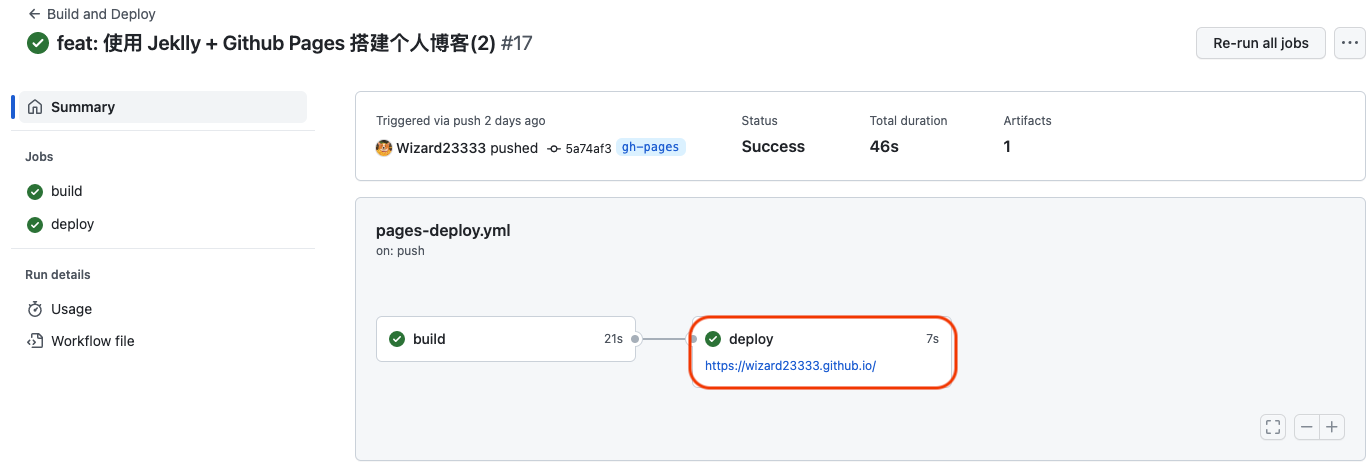 Build and Deploy
feat: 使用 Jeklly + Github Pages 搭建个人博客(2) #17
Re-run all jobs
Summary
Jobs
build
deploy
Run details
Usage
Workflow file
Triggered via push 2 days ago
Wizard23333 pushed 5a74af3 gh-pages
Status
Success
Total duration
46s
Artifacts
1
pages-deploy.yml
on: push
build 21s
deploy 7s
https://wizard23333.github.io/